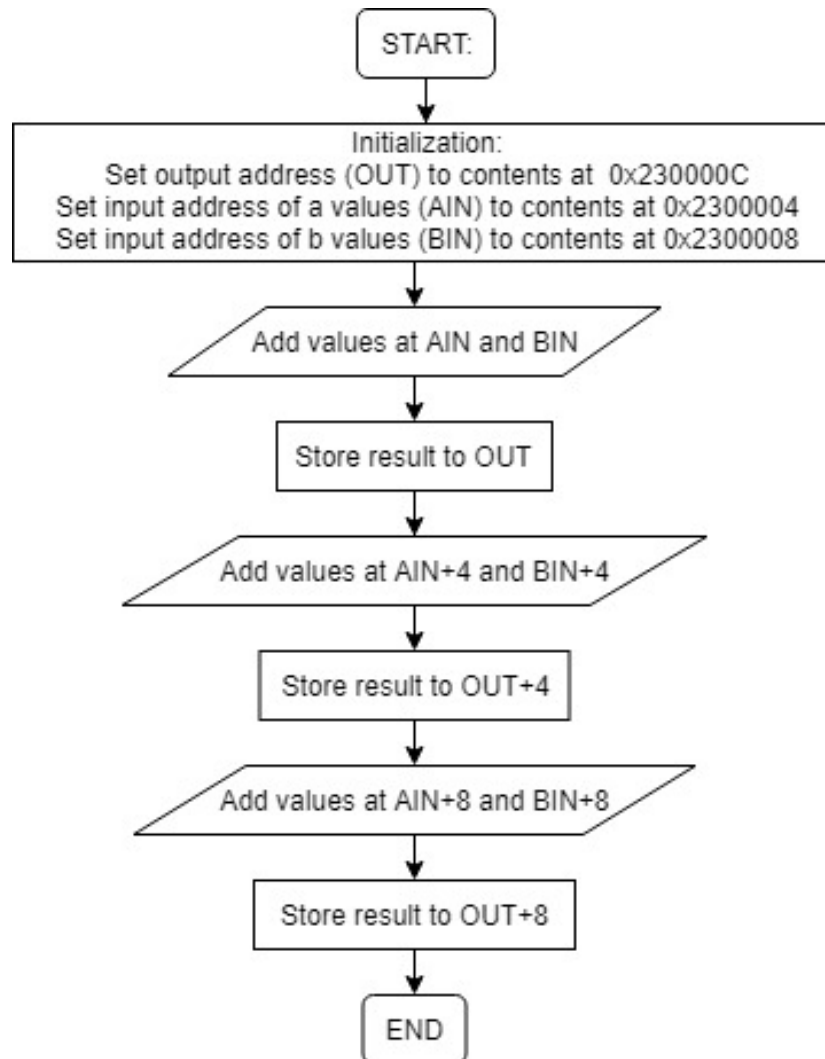 START:
Initialization:
Set output address (OUT) to contents at 0x230000C
Set input address of a values (AIN) to contents at 0x2300004
Set input address of b values (BIN) to contents at 0x2300008
Add values at AIN and BIN
Store result to OUT
Add values at AIN+4 and BIN+4
Store result to OUT+4
Add values at AIN+8 and BIN+8
Store result to OUT+8
END